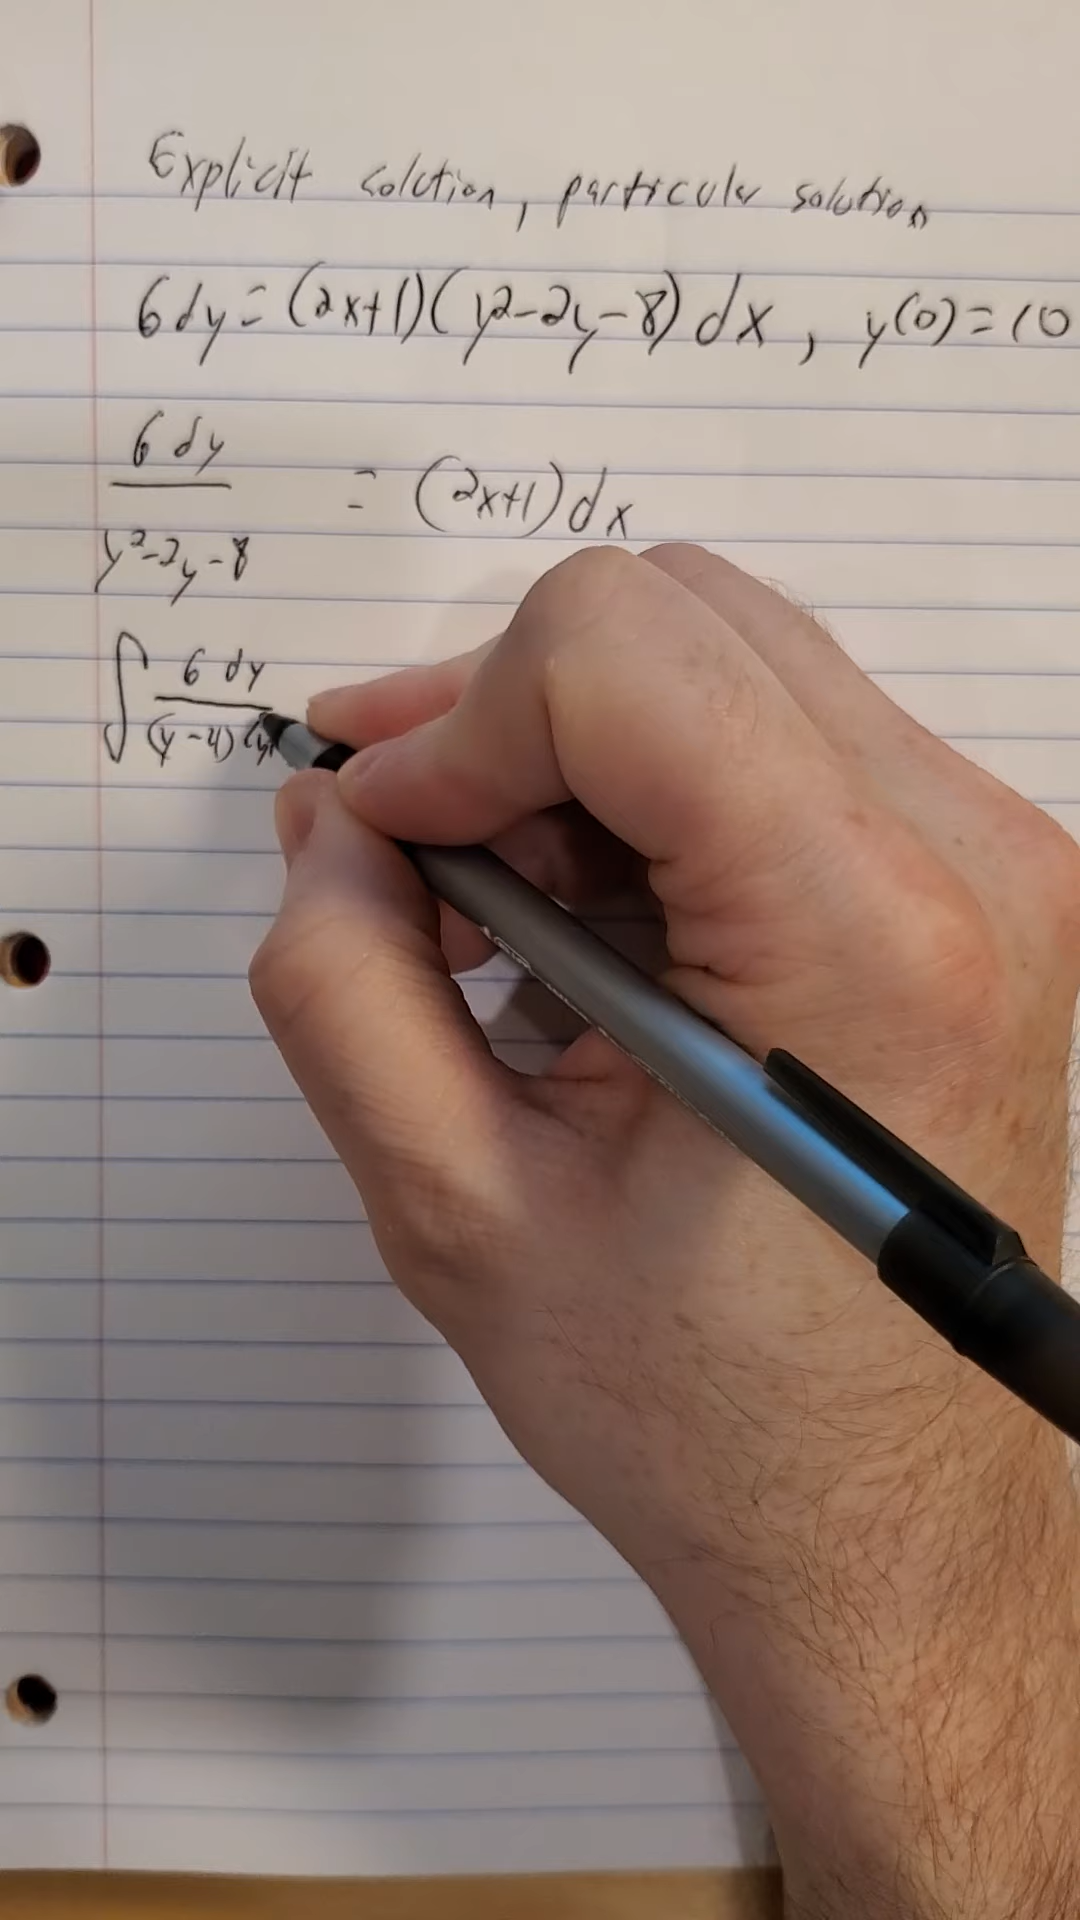 Explicit solution, particular solution
6dy = (2x+1)(y²-2y-8)dx, y(0)=10
6 dy / y²-2y-8 = (2x+1)dx
∫ 6 dy / (y-4)(y